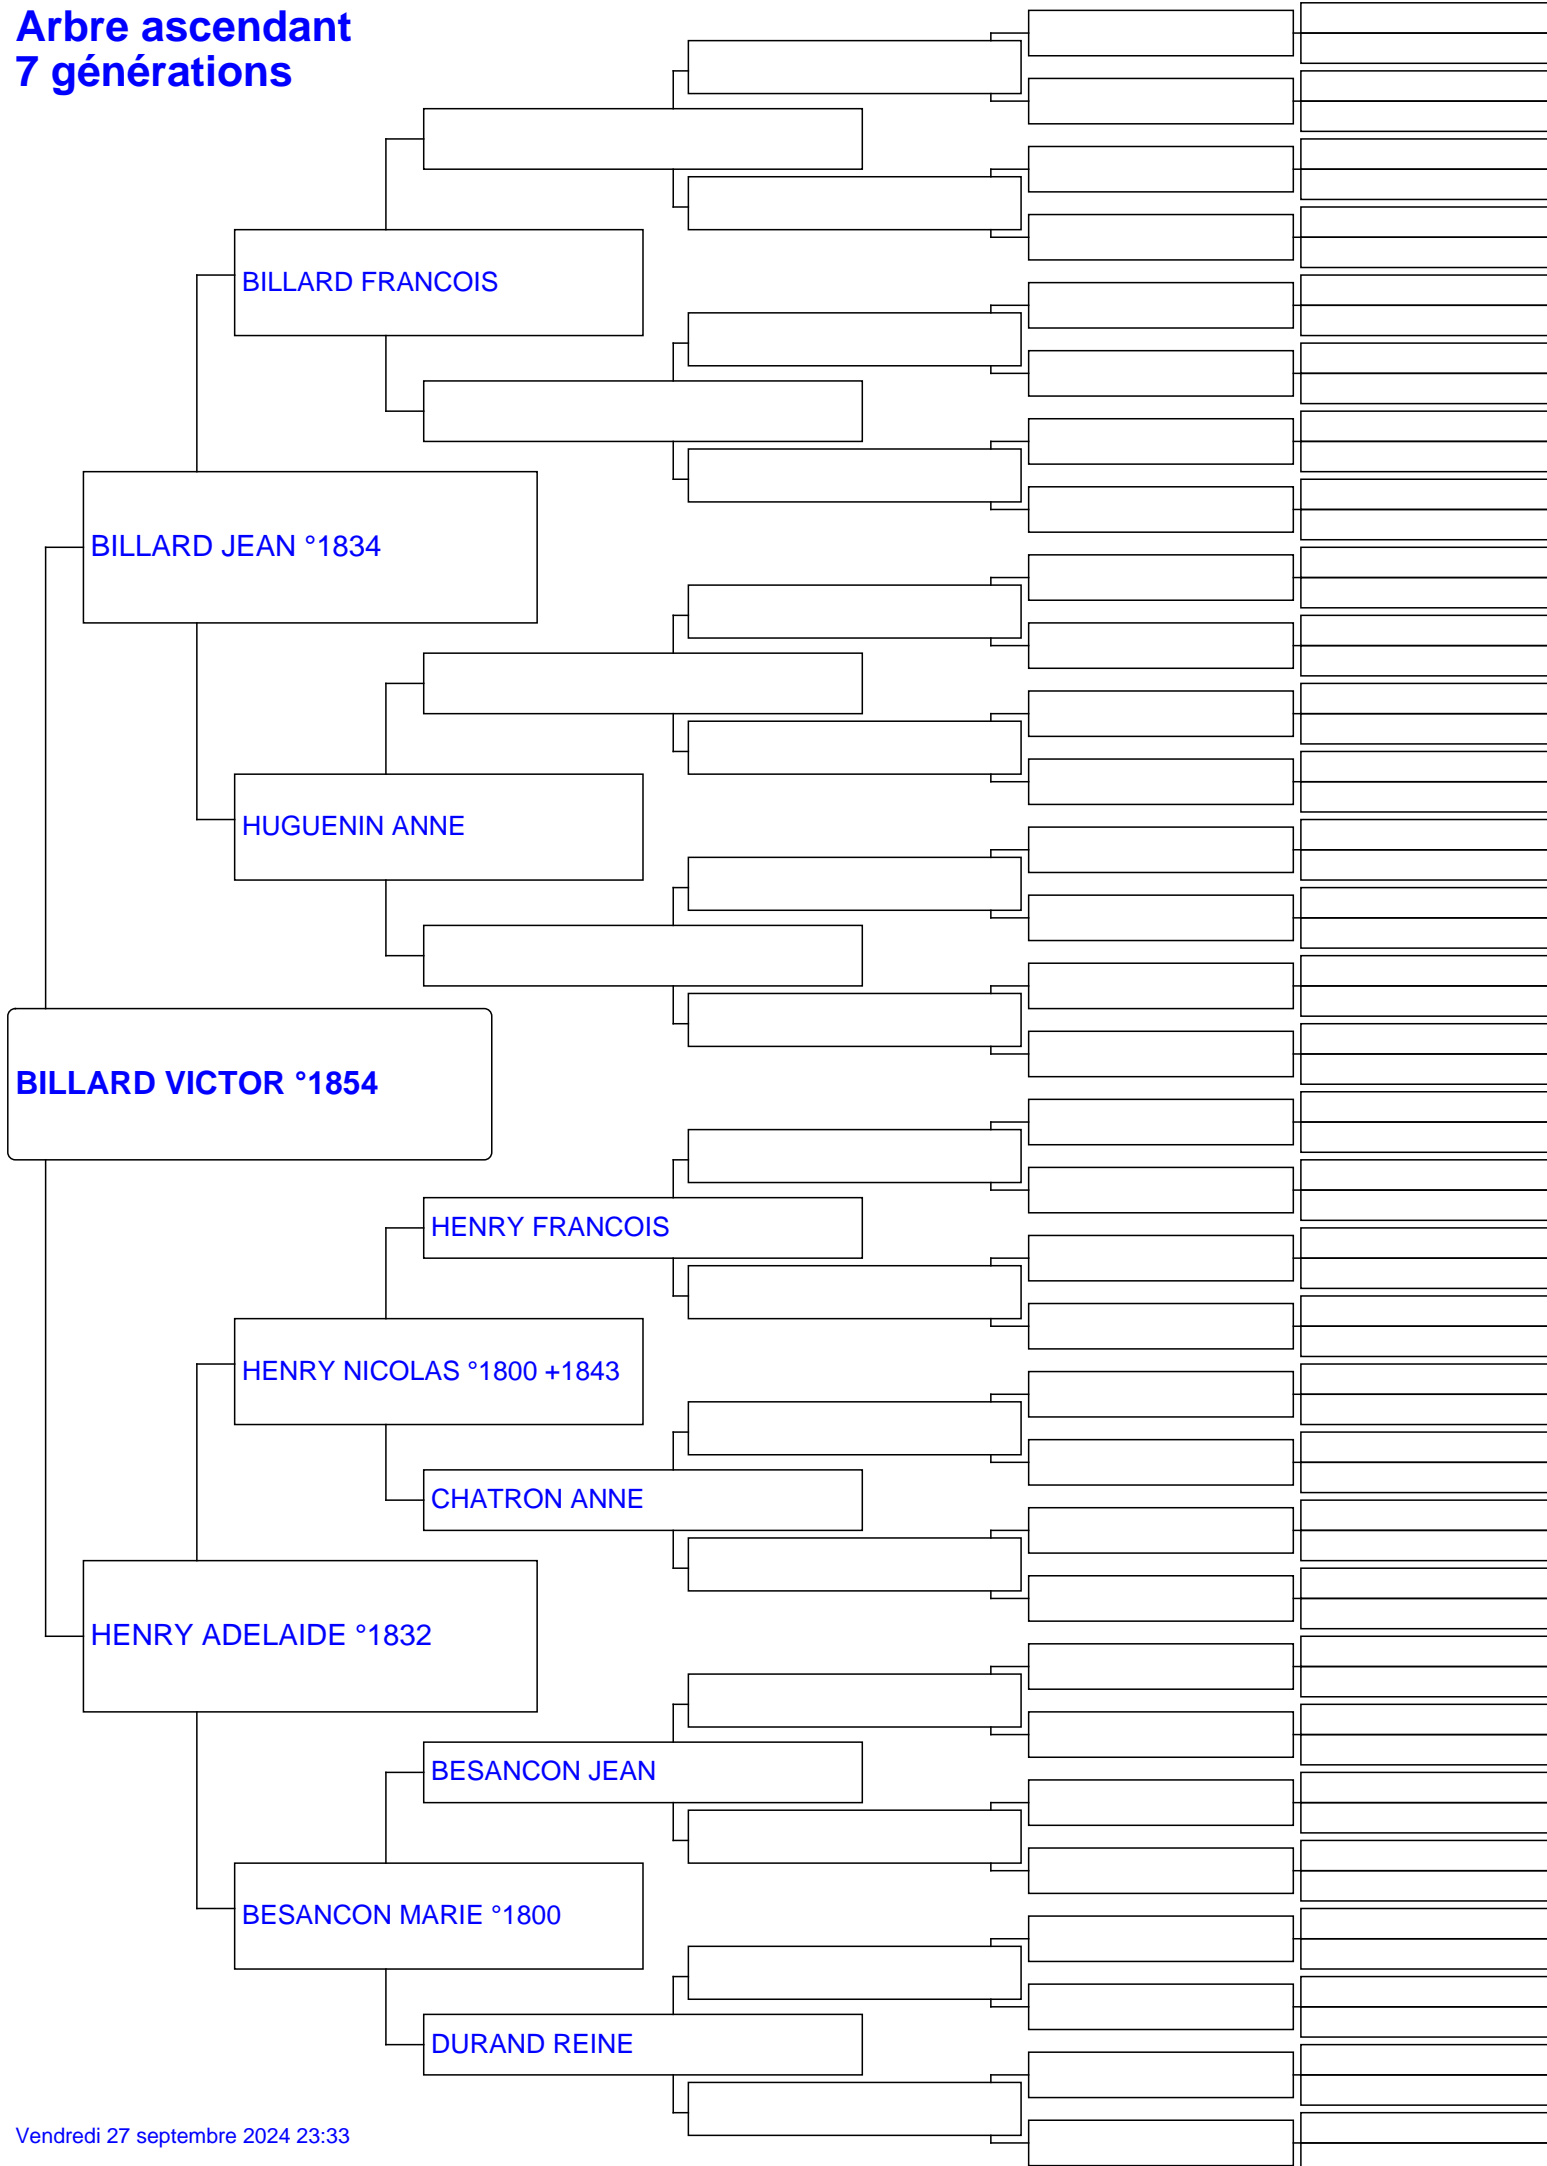 Arbre ascendant
7 générations
BILLARD FRANCOIS
BILLARD JEAN °1834
HUGUENIN ANNE
BILLARD VICTOR °1854
HENRY FRANCOIS
HENRY NICOLAS °1800 +1843
CHATRON ANNE
HENRY ADELAIDE °1832
BESANCON JEAN
BESANCON MARIE °1800
DURAND REINE
Vendredi 27 septembre 2024 23:33